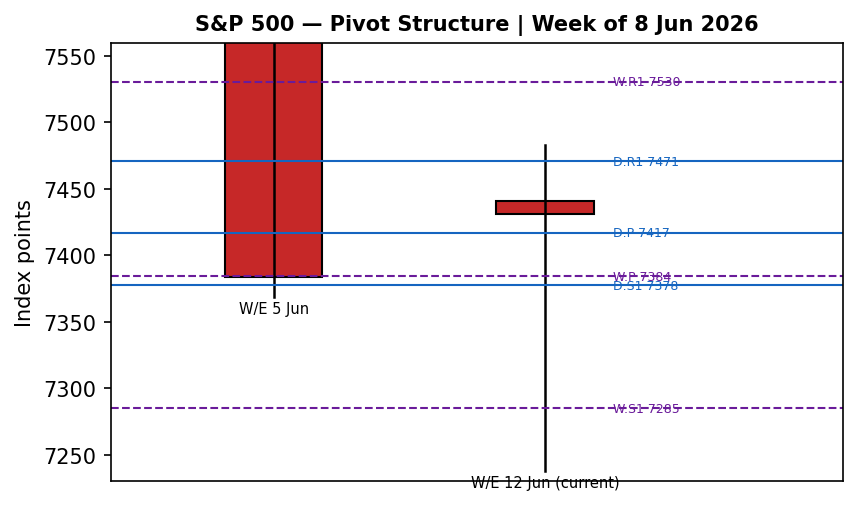 S&P 500 — Pivot Structure | Week of 8 Jun 2026
Index points
7550
7500
7450
7400
7350
7300
7250
W.R1 7530
D.R1 7471
D.P 7417
W.P 7384
D.S1 7378
W.S1 7285
W/E 5 Jun
W/E 12 Jun (current)